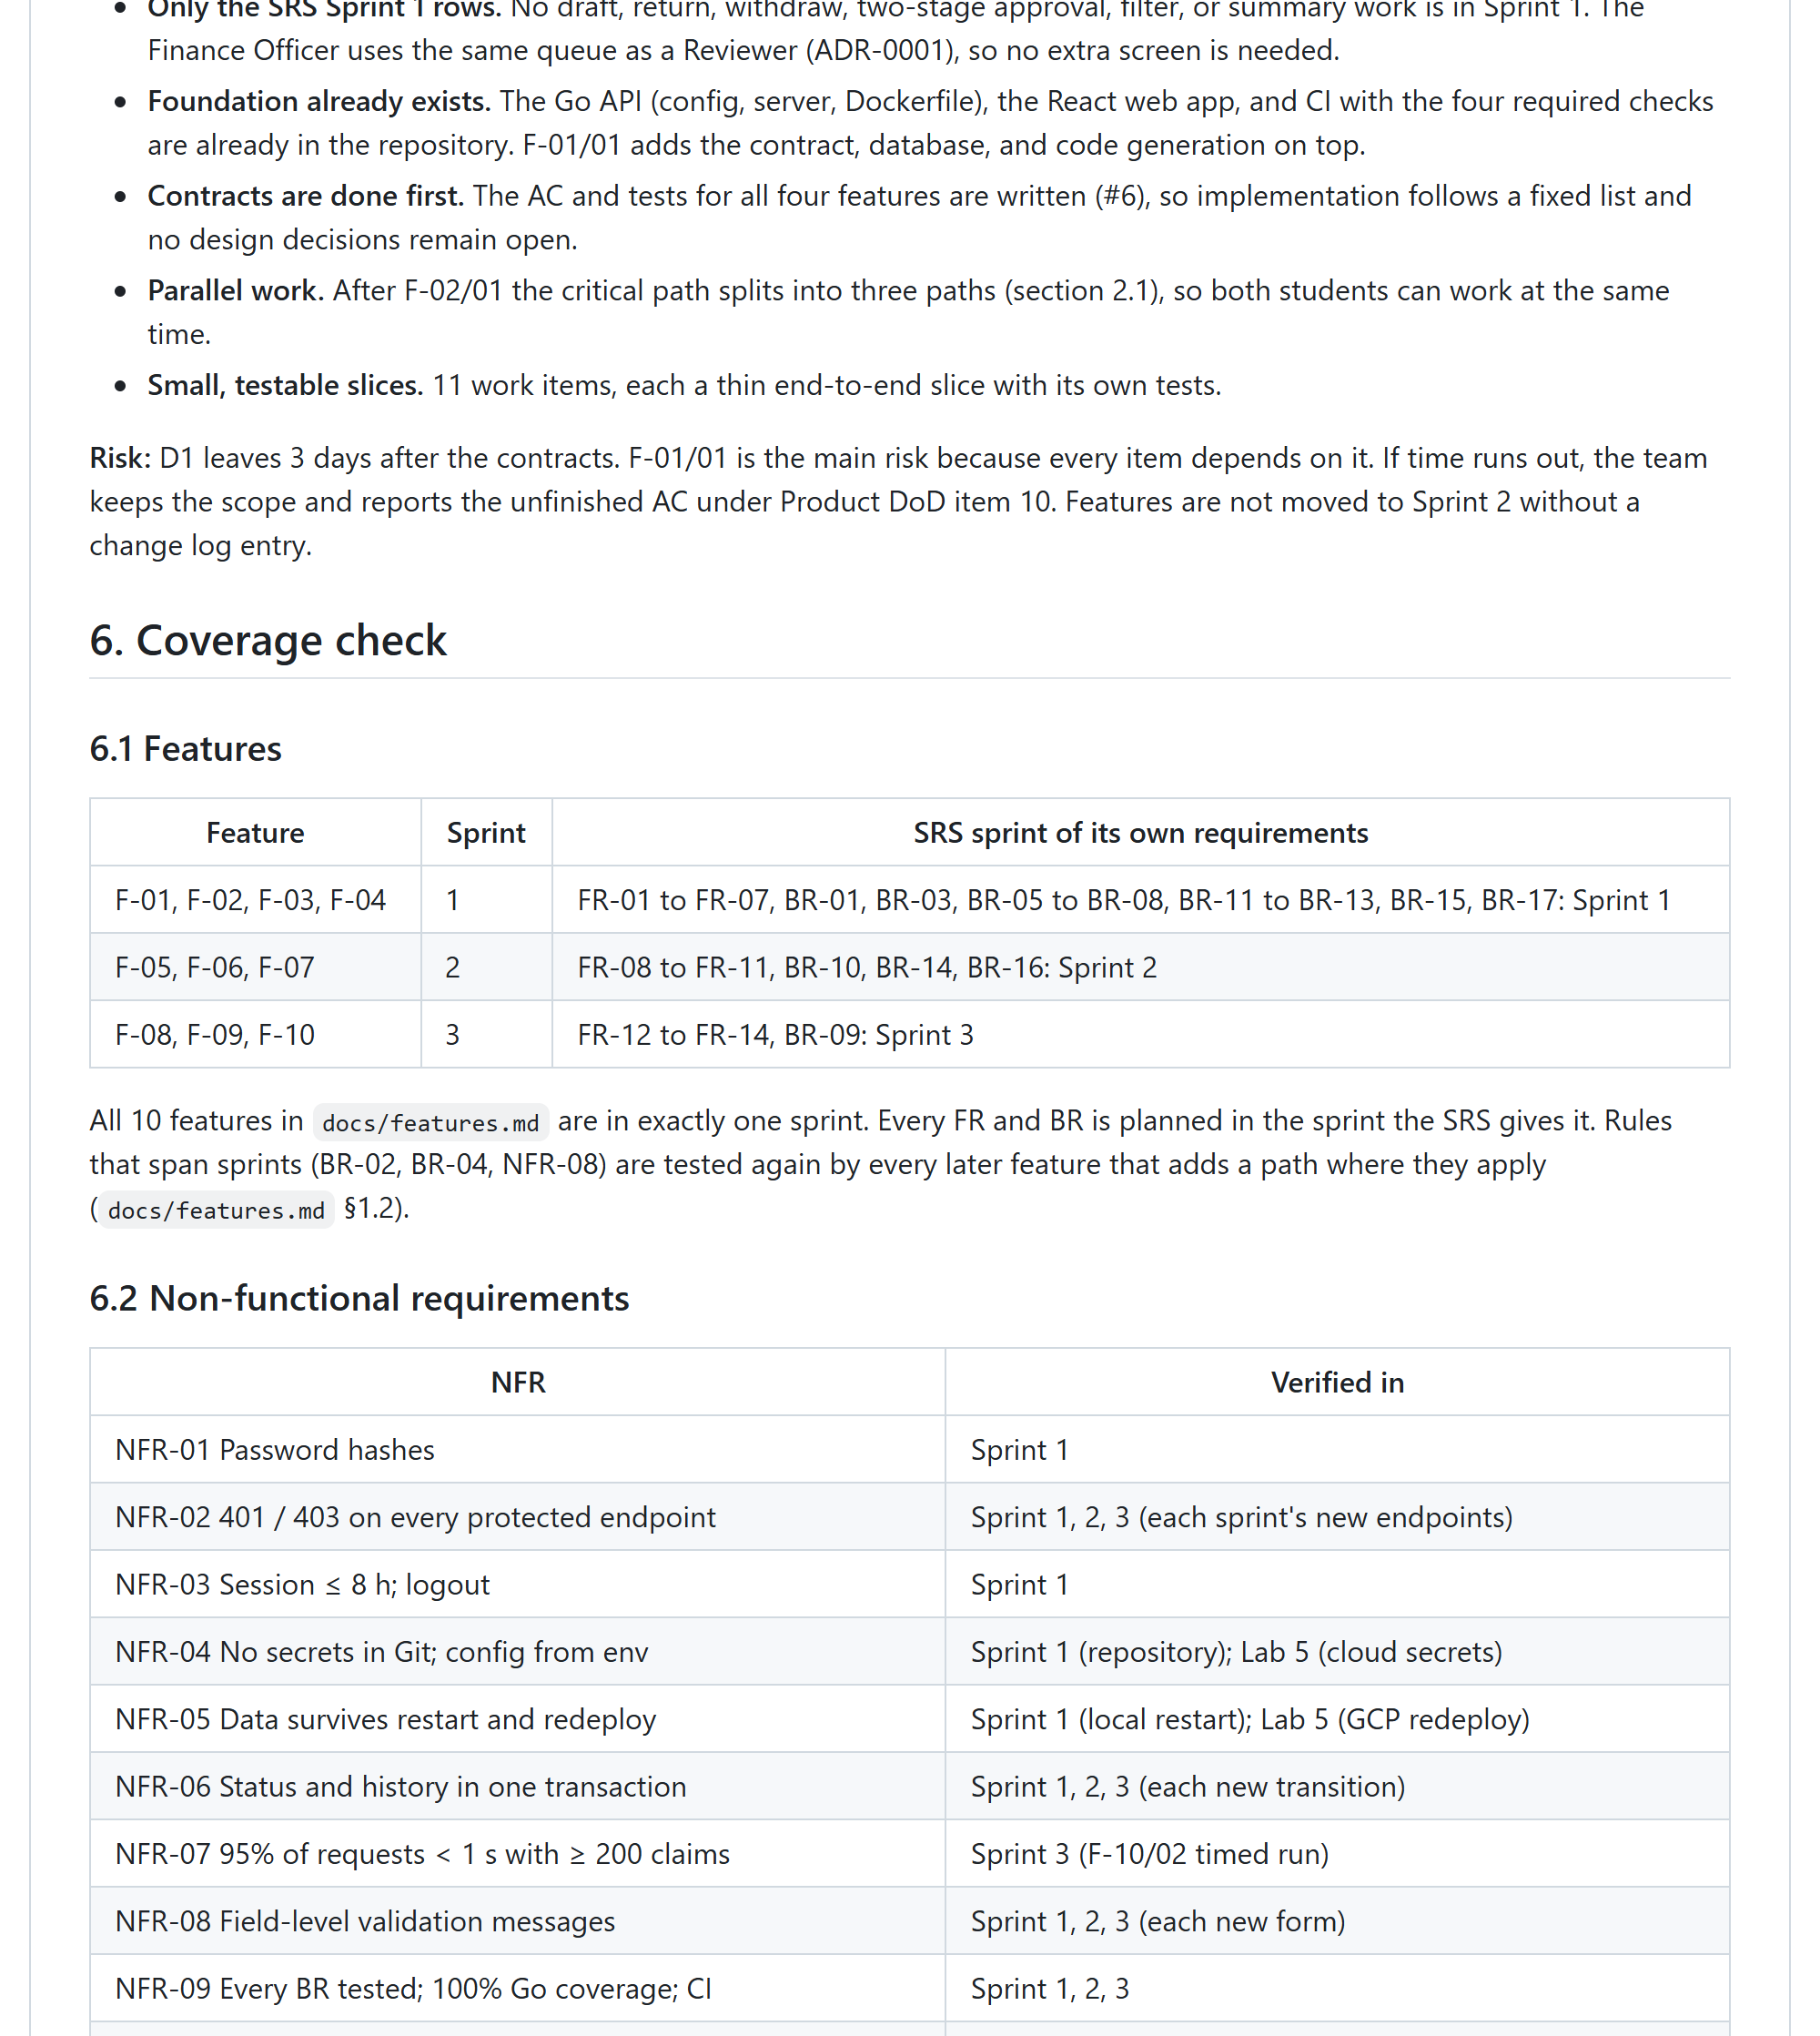 Only the SRS Sprint 1 rows. No draft, return, withdraw, two-stage approval, filter, or summary work is in Sprint 1. The
Finance Officer uses the same queue as a Reviewer (ADR-0001), so no extra screen is needed.
Foundation already exists. The Go API (config, server, Dockerfile), the React web app, and CI with the four required checks
are already in the repository. F-01/01 adds the contract, database, and code generation on top.
Contracts are done first. The AC and tests for all four features are written (#6), so implementation follows a fixed list and
no design decisions remain open.
Parallel work. After F-02/01 the critical path splits into three paths (section 2.1), so both students can work at the same
time.
Small, testable slices. 11 work items, each a thin end-to-end slice with its own tests.
Risk: D1 leaves 3 days after the contracts. F-01/01 is the main risk because every item depends on it. If time runs out, the team
keeps the scope and reports the unfinished AC under Product DoD item 10. Features are not moved to Sprint 2 without a
change log entry.
6. Coverage check
6.1 Features
Feature Sprint SRS sprint of its own requirements
F-01, F-02, F-03, F-04 1 FR-01 to FR-07, BR-01, BR-03, BR-05 to BR-08, BR-11 to BR-13, BR-15, BR-17: Sprint 1
F-05, F-06, F-07 2 FR-08 to FR-11, BR-10, BR-14, BR-16: Sprint 2
F-08, F-09, F-10 3 FR-12 to FR-14, BR-09: Sprint 3
All 10 features in docs/features.md are in exactly one sprint. Every FR and BR is planned in the sprint the SRS gives it. Rules
that span sprints (BR-02, BR-04, NFR-08) are tested again by every later feature that adds a path where they apply
(docs/features.md §1.2).
6.2 Non-functional requirements
NFR Verified in
NFR-01 Password hashes Sprint 1
NFR-02 401 / 403 on every protected endpoint Sprint 1, 2, 3 (each sprint's new endpoints)
NFR-03 Session ≤ 8 h; logout Sprint 1
NFR-04 No secrets in Git; config from env Sprint 1 (repository); Lab 5 (cloud secrets)
NFR-05 Data survives restart and redeploy Sprint 1 (local restart); Lab 5 (GCP redeploy)
NFR-06 Status and history in one transaction Sprint 1, 2, 3 (each new transition)
NFR-07 95% of requests < 1 s with ≥ 200 claims Sprint 3 (F-10/02 timed run)
NFR-08 Field-level validation messages Sprint 1, 2, 3 (each new form)
NFR-09 Every BR tested; 100% Go coverage; CI Sprint 1, 2, 3